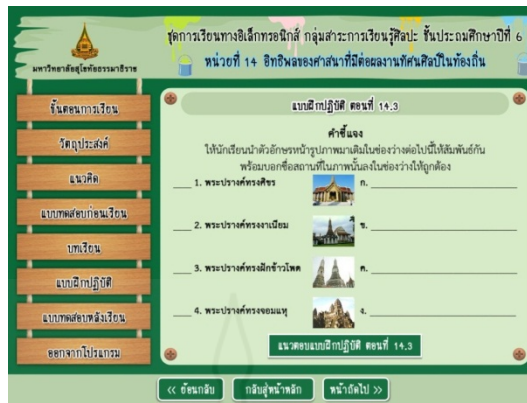 มหาวิทยาลัยสุโขทัยธรรมาธิราช
ชุดการเรียนทางอิเล็กทรอนิกส์ กลุ่มสาระการเรียนรู้ศิลปะ ชั้นประถมศึกษาปีที่ 6
หน่วยที่ 14 อิทธิพลของศาสนาที่มีต่อผลงานทัศนศิลป์ในท้องถิ่น
ขั้นตอนการเรียน
วัตถุประสงค์
แนวคิด
แบบทดสอบก่อนเรียน
บทเรียน
แบบฝึกปฏิบัติ
แบบทดสอบหลังเรียน
ออกจากโปรแกรม
แบบฝึกปฏิบัติ ตอนที่ 14.3
คำชี้แจง
ให้นักเรียนนำตัวอักษรหน้ารูปภาพมาเติมในช่องว่างต่อไปนี้ให้สัมพันธ์กัน
พร้อมบอกชื่อสถานที่ในภาพนั้นลงในช่องว่างให้ถูกต้อง
____ 1. พระปรางค์ทรงศิขร ก. ____
____ 2. พระปรางค์ทรงงาเนียม ข. ____
____ 3. พระปรางค์ทรงฝักข้าวโพด ค. ____
____ 4. พระปรางค์ทรงจอมแห ง. ____
แนวตอบแบบฝึกปฏิบัติ ตอนที่ 14.3
<< ย้อนกลับ กลับสู่หน้าหลัก หน้าถัดไป >>